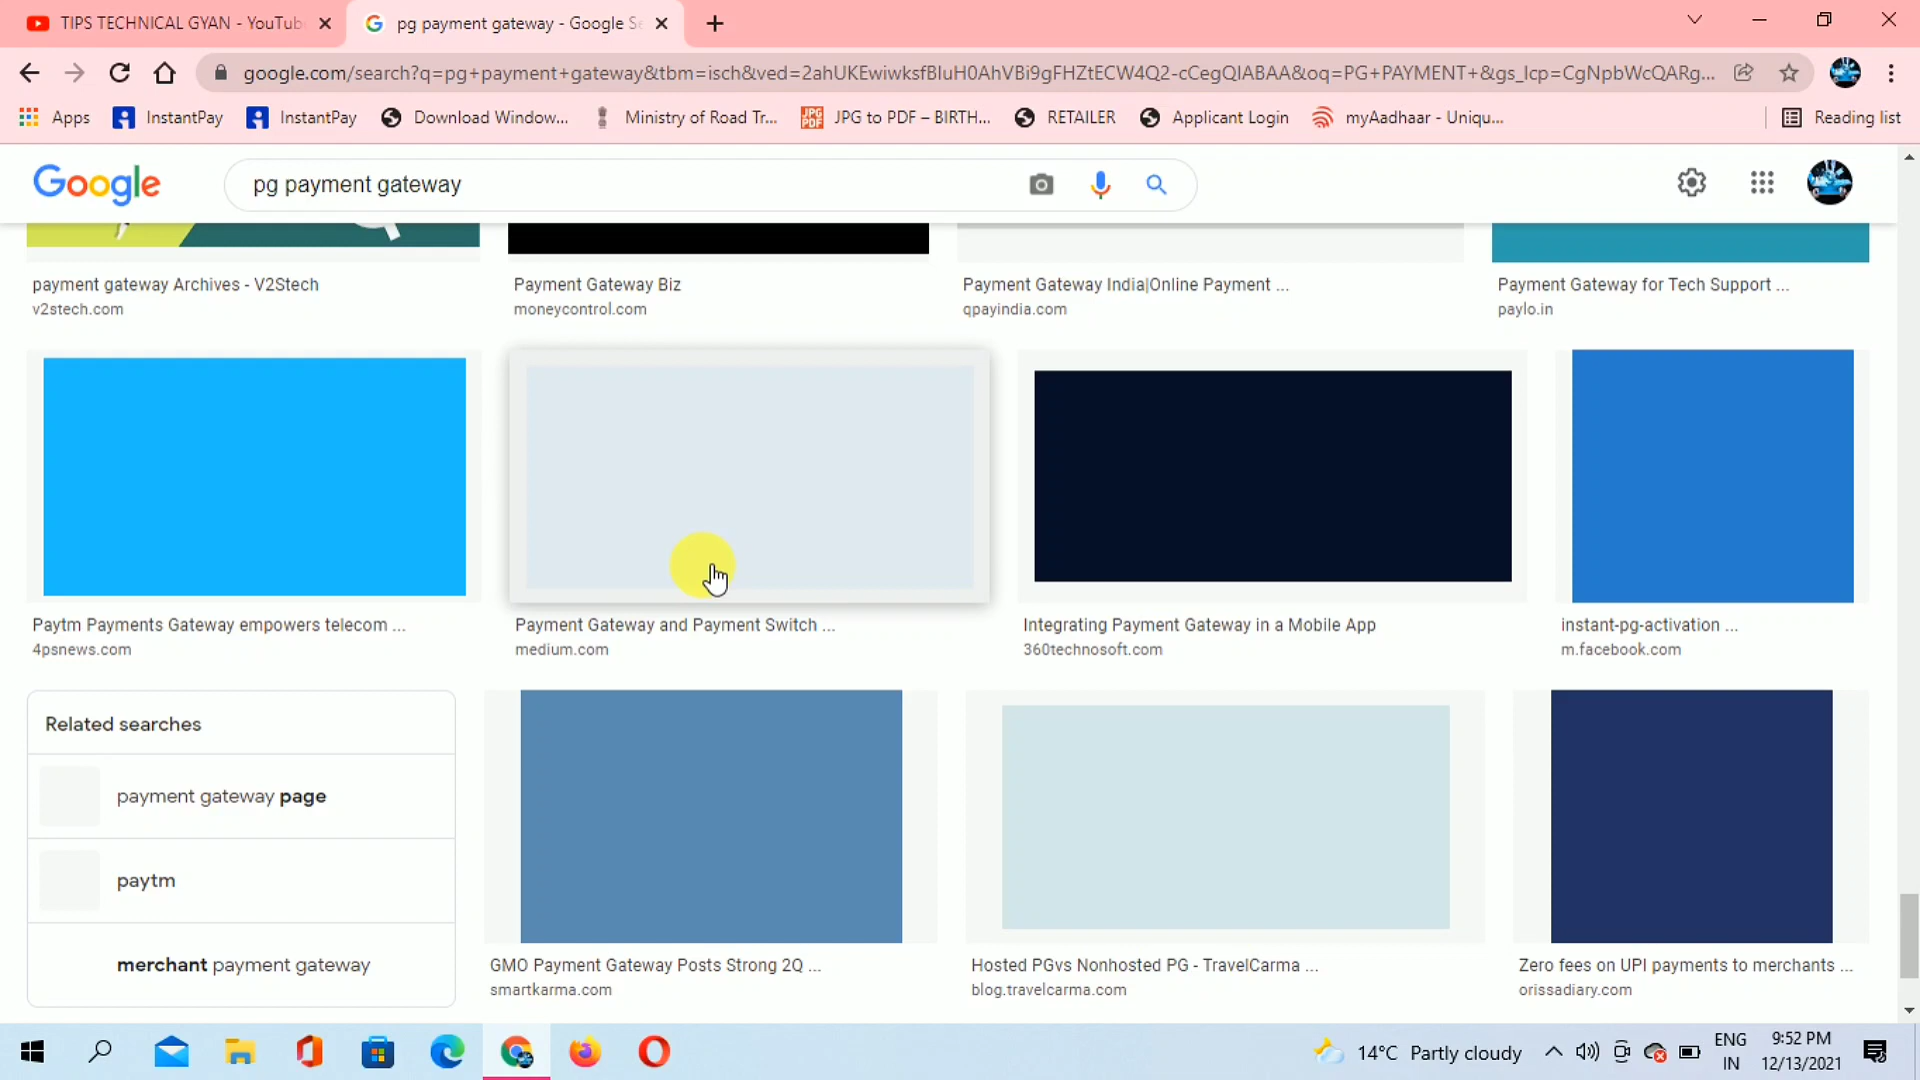 TIPS TECHNICAL GYAN - YouTub
pg payment gateway - Google Se
google.com/search?q=pg+payment+gateway&tbm=isch&ved=2ahUKEwiwksfBluH0AhVBi9gFHZtECW4Q2-cCegQIABAA&oq=PG+PAYMENT+&gs_lcp=CgNpbWcQARg...
Apps
InstantPay
InstantPay
Download Window...
Ministry of Road Tr...
JPG to PDF – BIRTH...
RETAILER
Applicant Login
myAadhaar - Uniqu...
Reading list
Google
pg payment gateway
payment gateway Archives - V2Stech
v2stech.com
Payment Gateway Biz
moneycontrol.com
Payment Gateway India|Online Payment ...
qpayindia.com
Payment Gateway for Tech Support ...
paylo.in
Paytm Payments Gateway empowers telecom ...
4psnews.com
Payment Gateway and Payment Switch ...
medium.com
Integrating Payment Gateway in a Mobile App
360technosoft.com
instant-pg-activation ...
m.facebook.com
Related searches
payment gateway page
paytm
merchant payment gateway
GMO Payment Gateway Posts Strong 2Q ...
smartkarma.com
Hosted PGvs Nonhosted PG - TravelCarma ...
blog.travelcarma.com
Zero fees on UPI payments to merchants ...
orissadiary.com
14°C Partly cloudy
ENG
IN
9:52 PM
12/13/2021